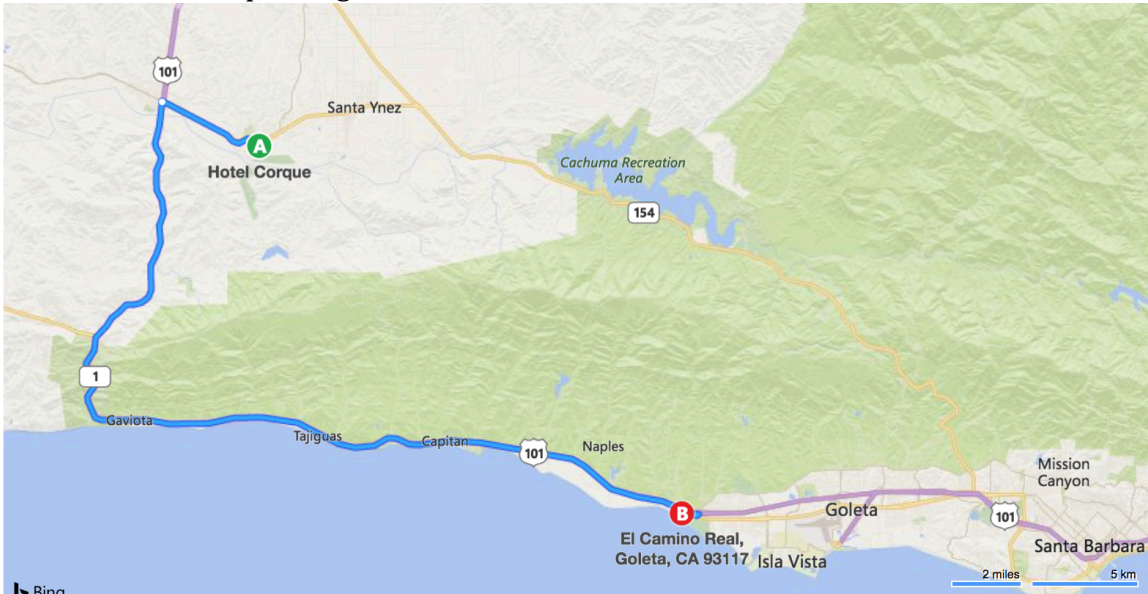 101
Santa Ynez
A
Hotel Corque
Cachuma Recreation
Area
154
1
Gaviota
Tajiguas
Capitan
101
Naples
B
El Camino Real,
Goleta, CA 93117
Isla Vista
Goleta
Mission
Canyon
101
Santa Barbara
2 miles
5 km
Bing